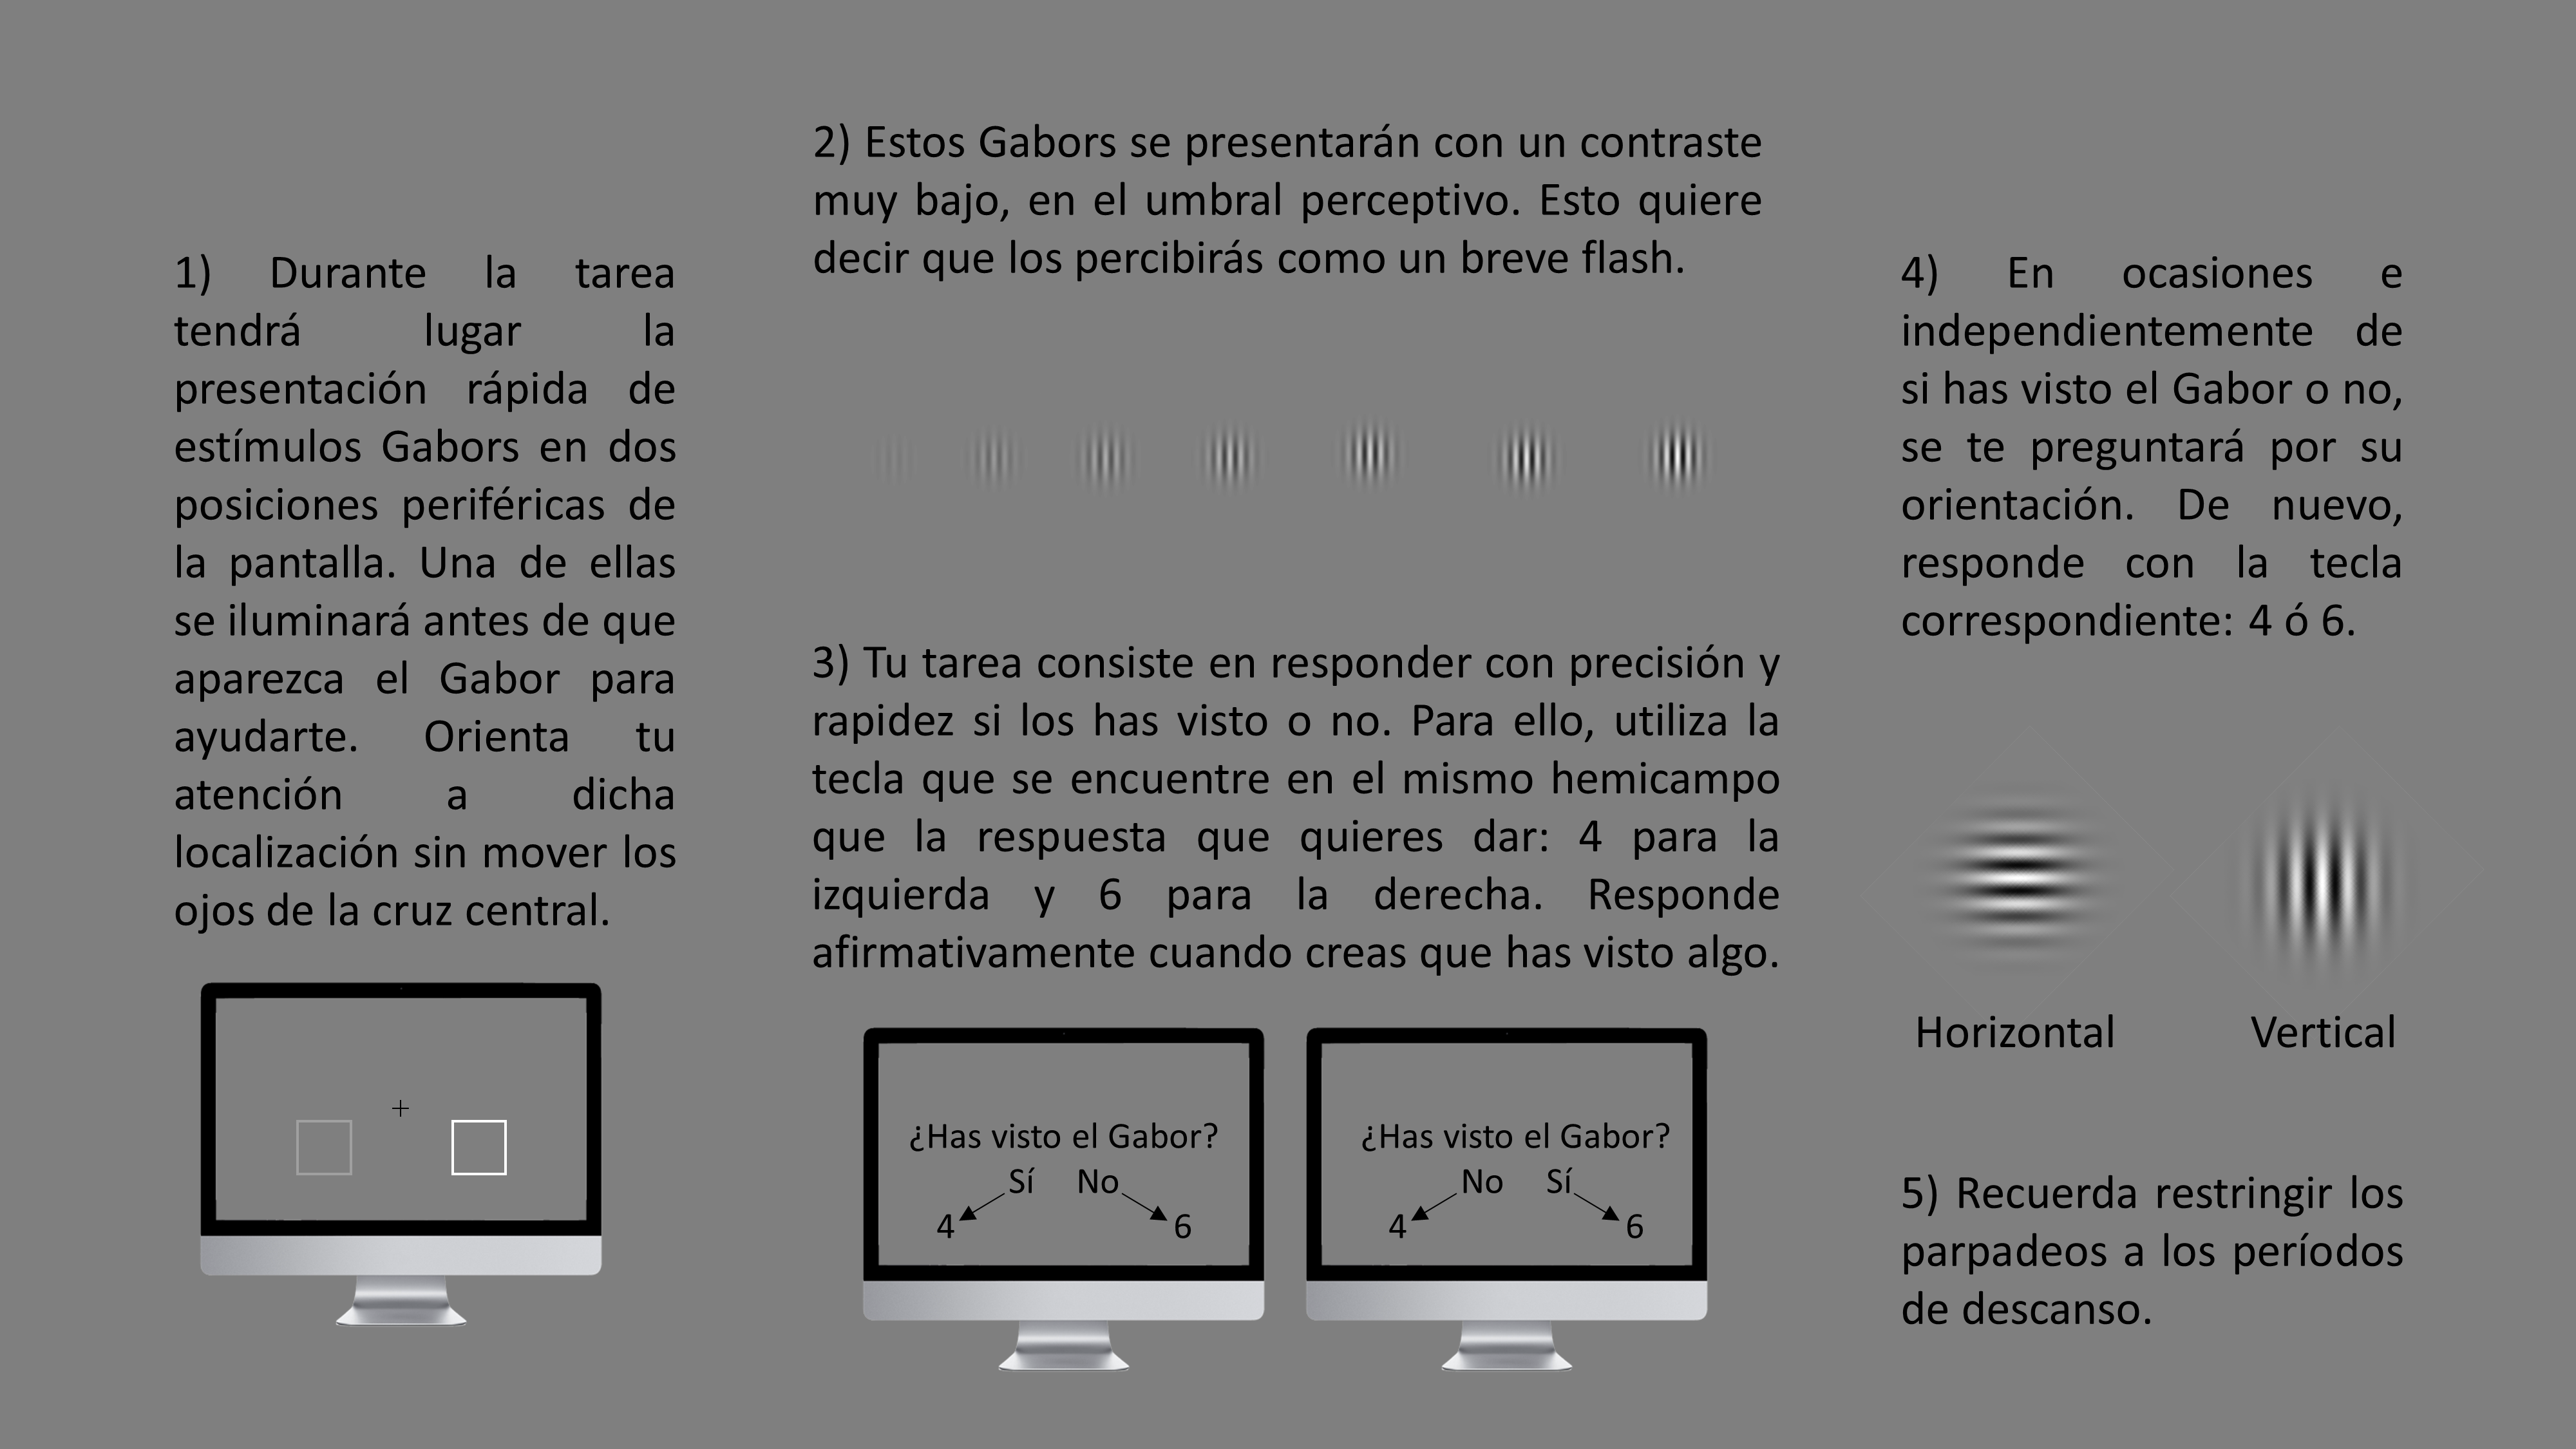 1) Durante la tarea
tendrá lugar la
presentación rápida de
estímulos Gabors en dos
posiciones periféricas de
la pantalla. Una de ellas
se iluminará antes de que
aparezca el Gabor para
ayudarte. Orienta tu
atención a dicha
localización sin mover los
ojos de la cruz central.
2) Estos Gabors se presentarán con un contraste
muy bajo, en el umbral perceptivo. Esto quiere
decir que los percibirás como un breve flash.
3) Tu tarea consiste en responder con precisión y
rapidez si los has visto o no. Para ello, utiliza la
tecla que se encuentre en el mismo hemicampo
que la respuesta que quieres dar: 4 para la
izquierda y 6 para la derecha. Responde
afirmativamente cuando creas que has visto algo.
¿Has visto el Gabor?
Sí No
4 6
¿Has visto el Gabor?
No Sí
4 6
4) En ocasiones e
independientemente de
si has visto el Gabor o no,
se te preguntará por su
orientación. De nuevo,
responde con la tecla
correspondiente: 4 ó 6.
Horizontal Vertical
5) Recuerda restringir los
parpadeos a los períodos
de descanso.